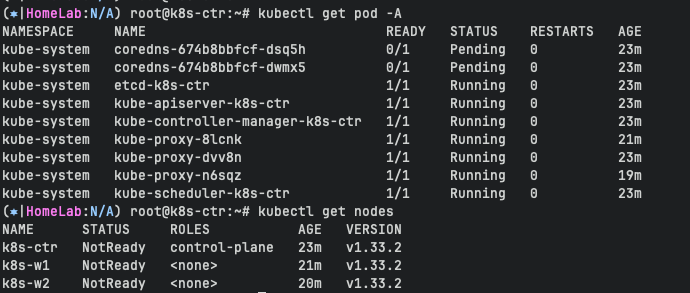 (⁕|HomeLab:N/A) root@k8s-ctr:~# kubectl get pod -A
NAMESPACE NAME READY STATUS RESTARTS AGE
kube-system coredns-674b8bbfcf-dsq5h 0/1 Pending 0 23m
kube-system coredns-674b8bbfcf-dwmx5 0/1 Pending 0 23m
kube-system etcd-k8s-ctr 1/1 Running 0 23m
kube-system kube-apiserver-k8s-ctr 1/1 Running 0 23m
kube-system kube-controller-manager-k8s-ctr 1/1 Running 0 23m
kube-system kube-proxy-8lcnk 1/1 Running 0 21m
kube-system kube-proxy-dvv8n 1/1 Running 0 23m
kube-system kube-proxy-n6sqz 1/1 Running 0 19m
kube-system kube-scheduler-k8s-ctr 1/1 Running 0 23m
(⁕|HomeLab:N/A) root@k8s-ctr:~# kubectl get nodes
NAME STATUS ROLES AGE VERSION
k8s-ctr NotReady control-plane 23m v1.33.2
k8s-w1 NotReady <none> 21m v1.33.2
k8s-w2 NotReady <none> 20m v1.33.2